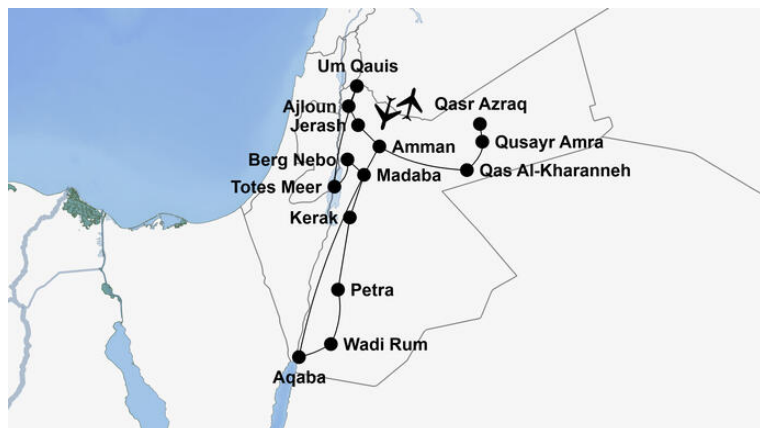 Um Qauis
Qasr Azraq
Ajloun
Jerash
Amman
Qusayr Amra
Berg Nebo
Qas Al-Kharanneh
Madaba
Totes Meer
Kerak
Petra
Wadi Rum
Aqaba